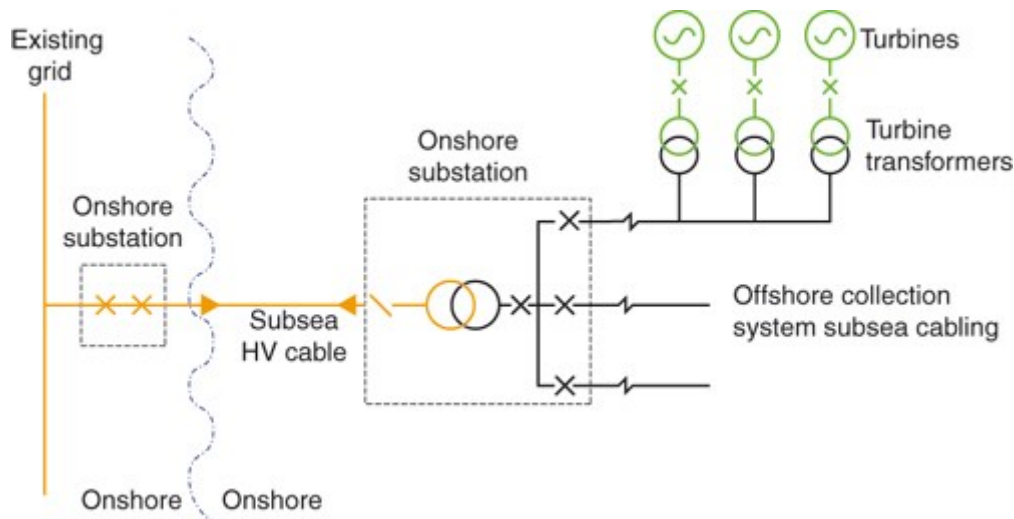 Existing
grid
Turbines
Turbine
transformers
Onshore
substation
Onshore
substation
Subsea
HV cable
Offshore collection
system subsea cabling
Onshore
Onshore